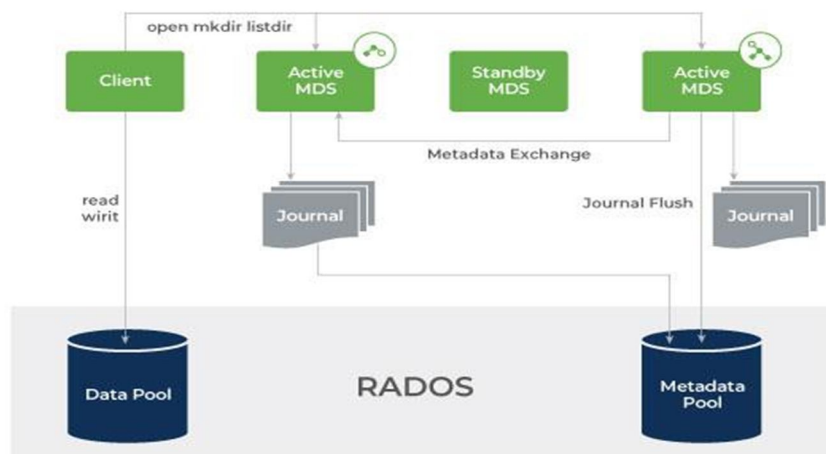 open mkdir listdir
Client
Active
MDS
Standby
MDS
Active
MDS
Metadata Exchange
read
wirit
Journal
Journal Flush
Journal
Data Pool
RADOS
Metadata
Pool